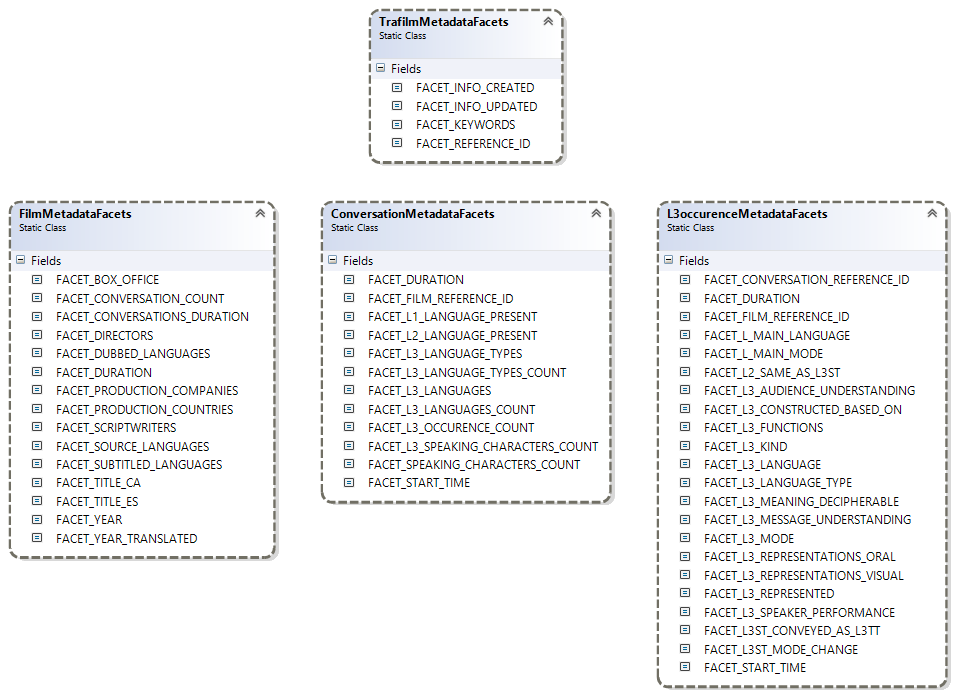 TrafilmMetadataFacets
Static Class
Fields
FACET_INFO_CREATED
FACET_INFO_UPDATED
FACET_KEYWORDS
FACET_REFERENCE_ID
FilmMetadataFacets
Static Class
Fields
FACET_BOX_OFFICE
FACET_CONVERSATION_COUNT
FACET_CONVERSATIONS_DURATION
FACET_DIRECTORS
FACET_DUBBED_LANGUAGES
FACET_DURATION
FACET_PRODUCTION_COMPANIES
FACET_PRODUCTION_COUNTRIES
FACET_SCRIPTWRITERS
FACET_SOURCE_LANGUAGES
FACET_SUBTITLED_LANGUAGES
FACET_TITLE_CA
FACET_TITLE_ES
FACET_YEAR
FACET_YEAR_TRANSLATED
ConversationMetadataFacets
Static Class
Fields
FACET_DURATION
FACET_FILM_REFERENCE_ID
FACET_L1_LANGUAGE_PRESENT
FACET_L2_LANGUAGE_PRESENT
FACET_L3_LANGUAGE_TYPES
FACET_L3_LANGUAGE_TYPES_COUNT
FACET_L3_LANGUAGES
FACET_L3_LANGUAGES_COUNT
FACET_L3_OCCURENCE_COUNT
FACET_L3_SPEAKING_CHARACTERS_COUNT
FACET_SPEAKING_CHARACTERS_COUNT
FACET_START_TIME
L3occurenceMetadataFacets
Static Class
Fields
FACET_CONVERSATION_REFERENCE_ID
FACET_DURATION
FACET_FILM_REFERENCE_ID
FACET_L_MAIN_LANGUAGE
FACET_L_MAIN_MODE
FACET_L2_SAME_AS_L3ST
FACET_L3_AUDIENCE_UNDERSTANDING
FACET_L3_CONSTRUCTED_BASED_ON
FACET_L3_FUNCTIONS
FACET_L3_KIND
FACET_L3_LANGUAGE
FACET_L3_LANGUAGE_TYPE
FACET_L3_MEANING_DECIPHERABLE
FACET_L3_MESSAGE_UNDERSTANDING
FACET_L3_MODE
FACET_L3_REPRESENTATIONS_ORAL
FACET_L3_REPRESENTATIONS_VISUAL
FACET_L3_REPRESENTED
FACET_L3_SPEAKER_PERFORMANCE
FACET_L3ST_CONVEYED_AS_L3TT
FACET_L3ST_MODE_CHANGE
FACET_START_TIME